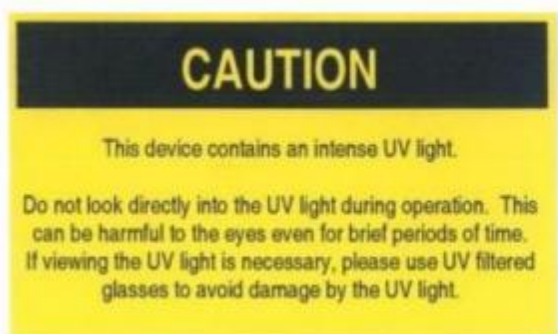 CAUTION
This device contains an intense UV light.
Do not look directly into the UV light during operation. This
can be harmful to the eyes even for brief periods of time.
If viewing the UV light is necessary, please use UV filtered
glasses to avoid damage by the UV light.